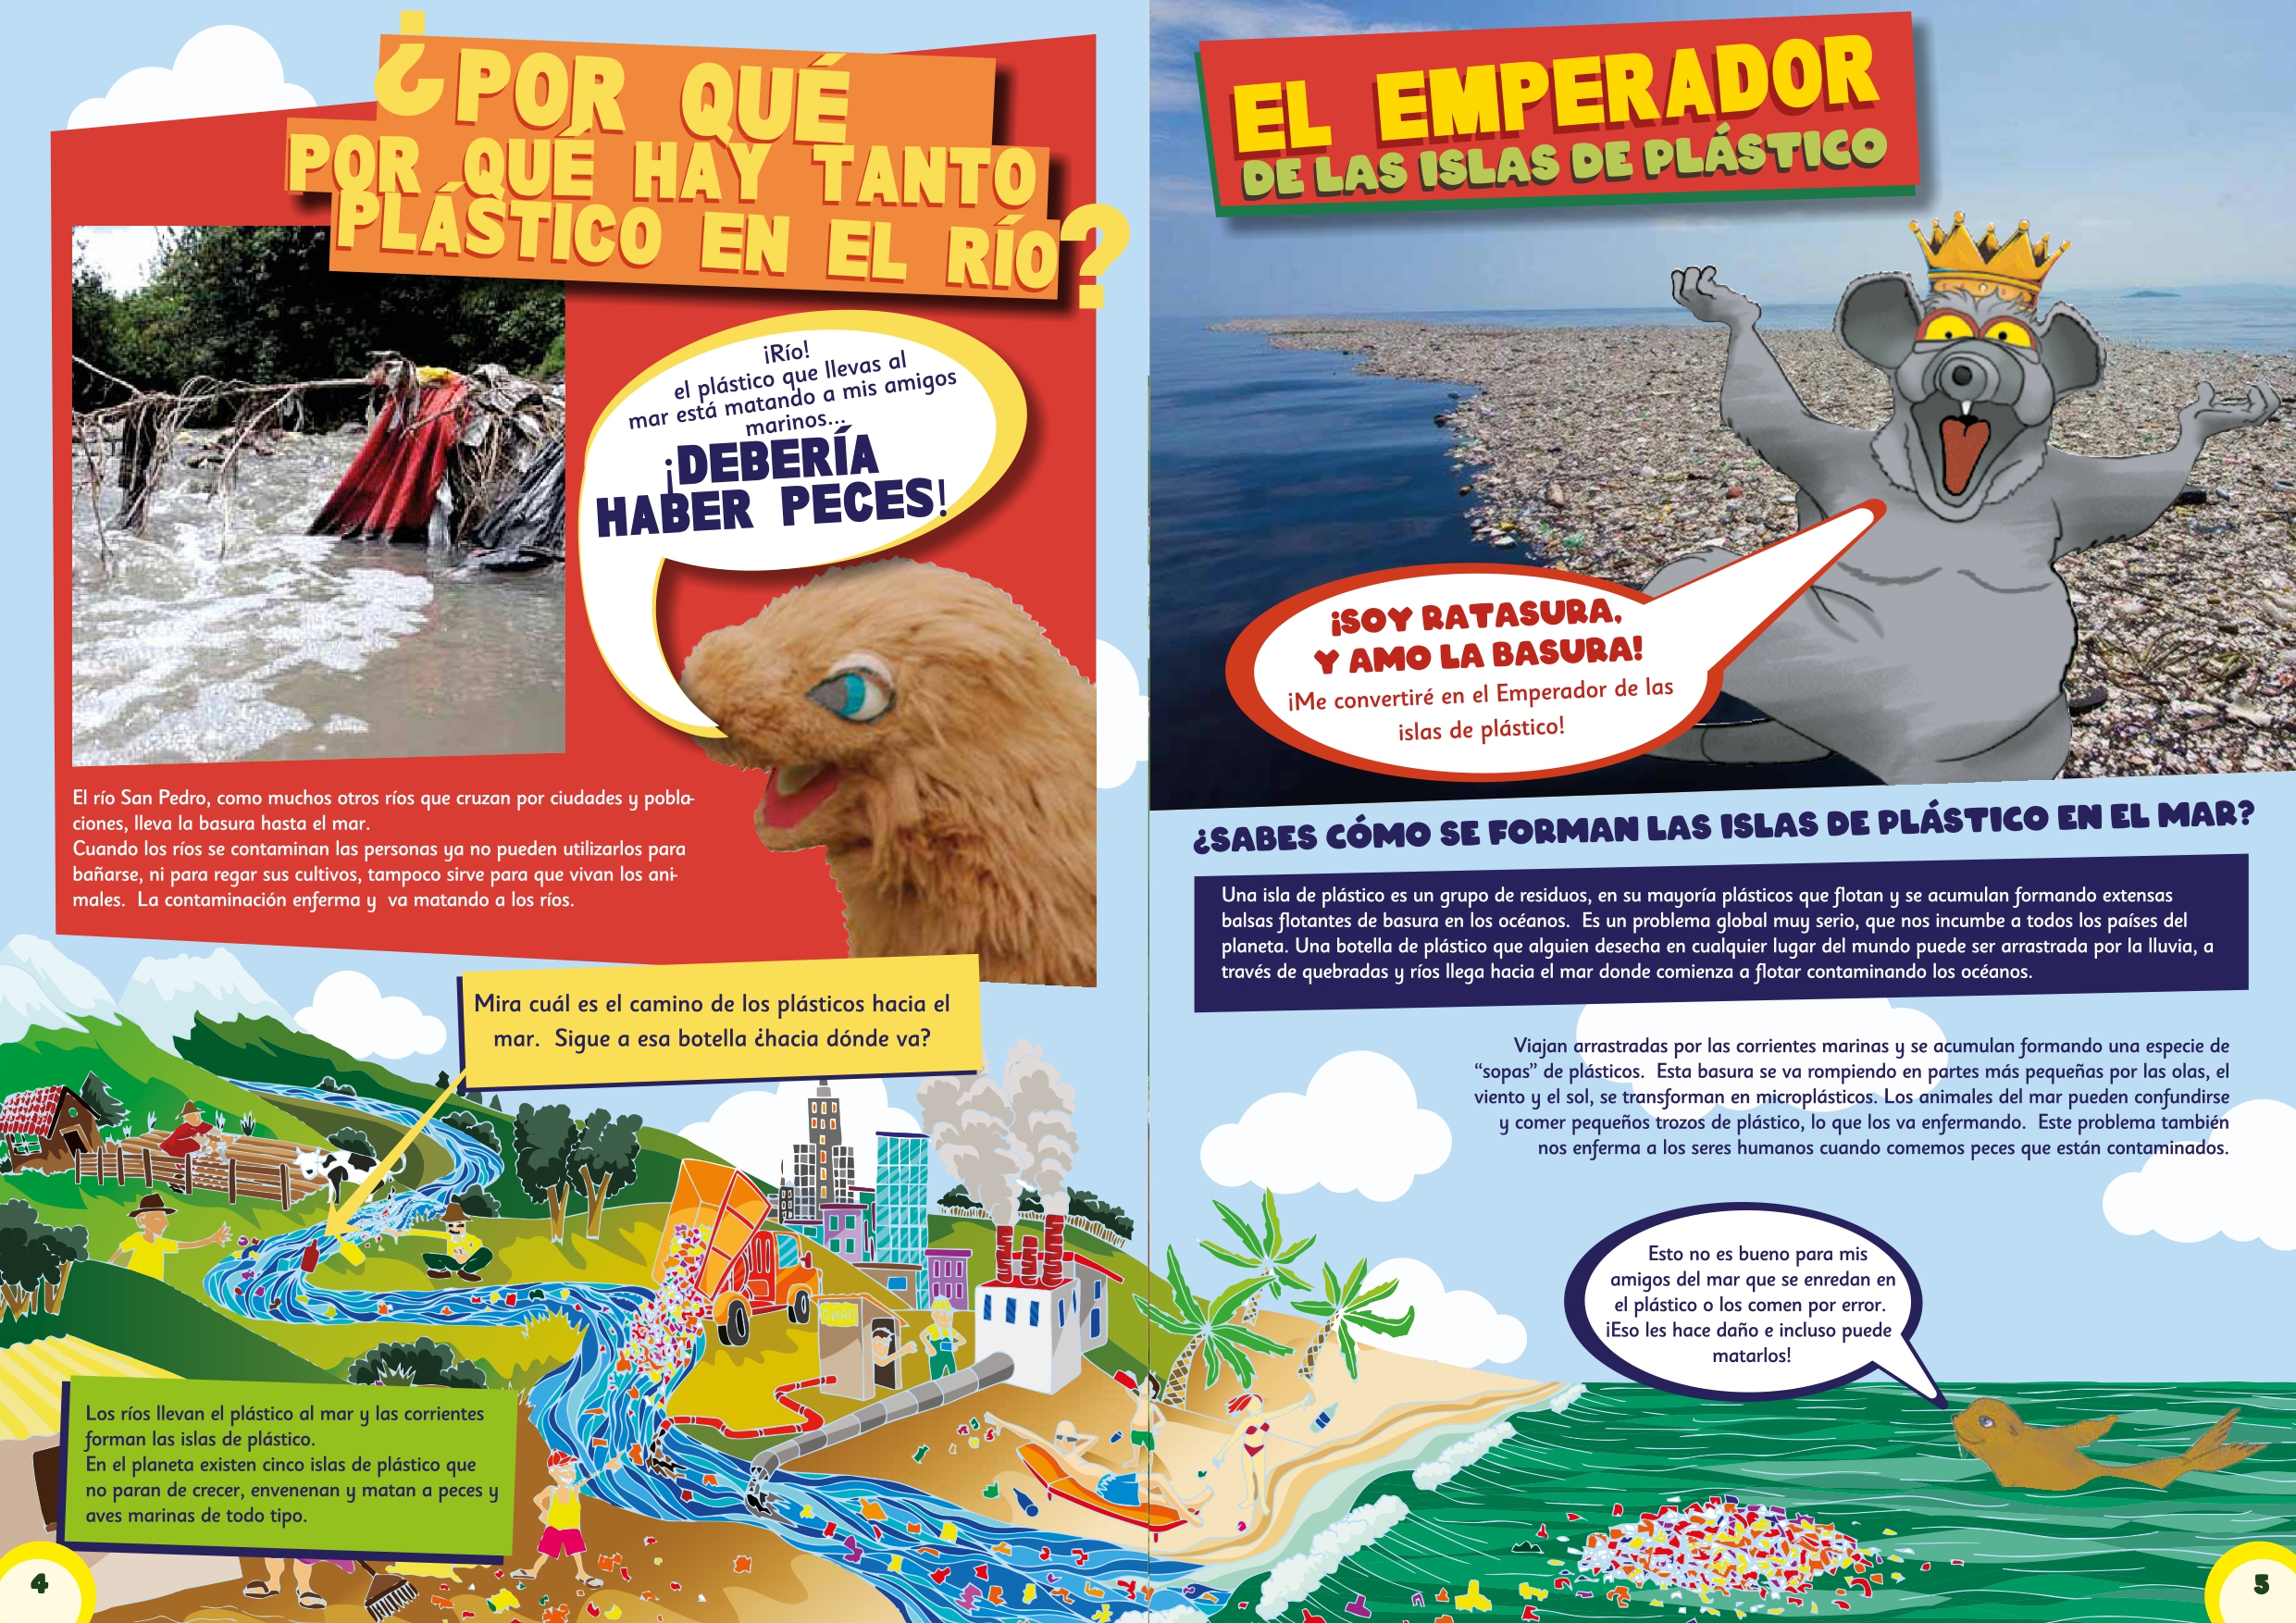 ¿POR QUÉ
POR QUÉ HAY TANTO
PLÁSTICO EN EL RÍO?
¡Río!
el plástico que llevas al
mar está matando a mis amigos
marinos...
¡DEBERÍA
HABER PECES!
El río San Pedro, como muchos otros ríos que cruzan por ciudades y pobla-
ciones, lleva la basura hasta el mar.
Cuando los ríos se contaminan las personas ya no pueden utilizarlos para
bañarse, ni para regar sus cultivos, tampoco sirve para que vivan los ani-
males.  La contaminación enferma y  va matando a los ríos.
Mira cuál es el camino de los plásticos hacia el
mar.  Sigue a esa botella ¿hacia dónde va?
Los ríos llevan el plástico al mar y las corrientes
forman las islas de plástico.
En el planeta existen cinco islas de plástico que
no paran de crecer, envenenan y matan a peces y
aves marinas de todo tipo.
4
EL EMPERADOR
DE LAS ISLAS DE PLÁSTICO
¡SOY RATASURA,
Y AMO LA BASURA!
¡Me convertiré en el Emperador de las
islas de plástico!
¿SABES CÓMO SE FORMAN LAS ISLAS DE PLÁSTICO EN EL MAR?
Una isla de plástico es un grupo de residuos, en su mayoría plásticos que flotan y se acumulan formando extensas
balsas flotantes de basura en los océanos.  Es un problema global muy serio, que nos incumbe a todos los países del
planeta. Una botella de plástico que alguien desecha en cualquier lugar del mundo puede ser arrastrada por la lluvia, a
través de quebradas y ríos llega hacia el mar donde comienza a flotar contaminando los océanos.
Viajan arrastradas por las corrientes marinas y se acumulan formando una especie de
“sopas” de plásticos.  Esta basura se va rompiendo en partes más pequeñas por las olas, el
viento y el sol, se transforman en microplásticos. Los animales del mar pueden confundirse
y comer pequeños trozos de plástico, lo que los va enfermando.  Este problema también
nos enferma a los seres humanos cuando comemos peces que están contaminados.
Esto no es bueno para mis
amigos del mar que se enredan en
el plástico o los comen por error.
¡Eso les hace daño e incluso puede
matarlos!
5